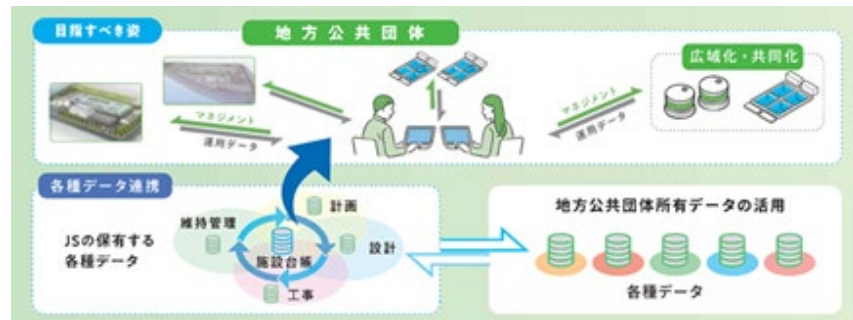 目指すべき姿
地方公共団体
広域化・共同化
マネジメント
運用データ
マネジメント
運用データ
各種データ連携
JSの保有する
各種データ
維持管理
計画
施設台帳
設計
工事
地方公共団体所有データの活用
各種データ